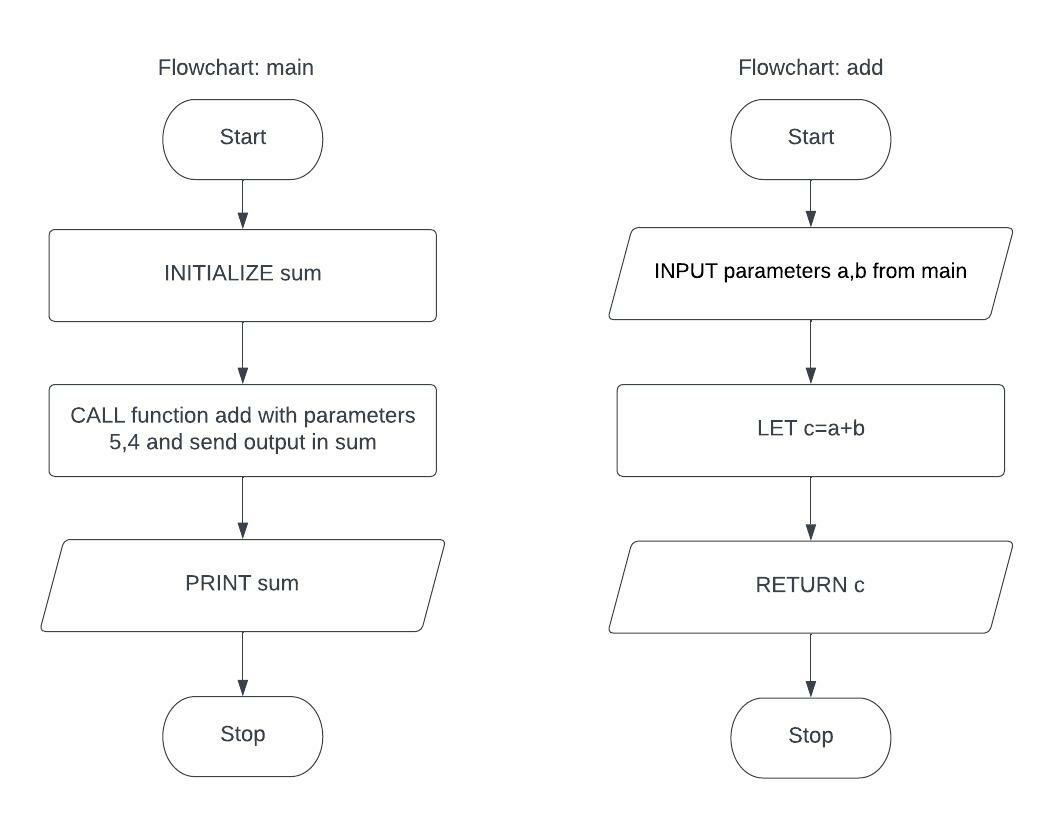 Flowchart: main
Start
INITIALIZE sum
CALL function add with parameters
5,4 and send output in sum
PRINT sum
Stop
Flowchart: add
Start
INPUT parameters a,b from main
LET c=a+b
RETURN c
Stop